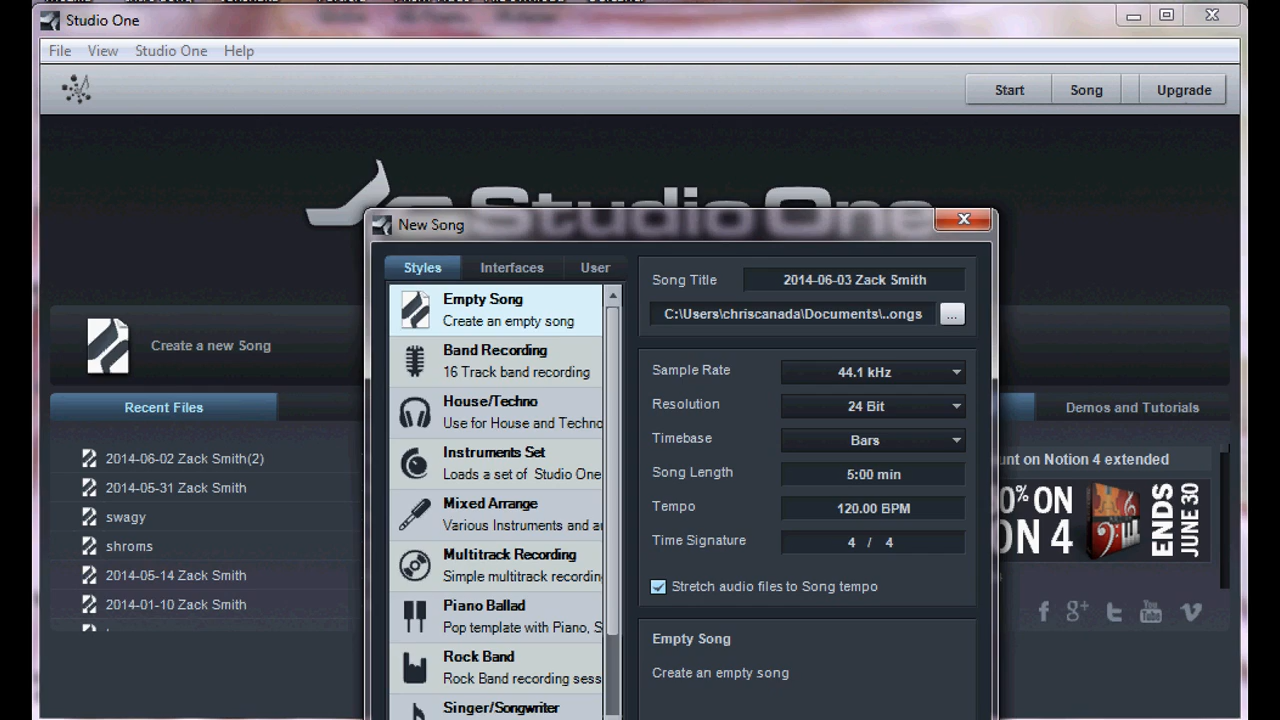 Studio One
File View Studio One Help
Start Song Upgrade
Studio One
New Song
Styles Interfaces User
Empty Song
Create an empty song
Band Recording
16 Track band recording
House/Techno
Use for House and Techno
Instruments Set
Loads a set of Studio One
Mixed Arrange
Various Instruments and au
Multitrack Recording
Simple multitrack recording
Piano Ballad
Pop template with Piano, S
Rock Band
Rock Band recording sess
Singer/Songwriter
Song Title 2014-06-03 Zack Smith
C:\Users\chriscanada\Documents\..ongs ...
Sample Rate 44.1 kHz
Resolution 24 Bit
Timebase Bars
Song Length 5:00 min
Tempo 120.00 BPM
Time Signature 4 / 4
Stretch audio files to Song tempo
Empty Song
Create an empty song
Create a new Song
Recent Files
2014-06-02 Zack Smith(2)
2014-05-31 Zack Smith
swagy
shroms
2014-05-14 Zack Smith
2014-01-10 Zack Smith
Demos and Tutorials
unt on Notion 4 extended
0% ON
ON 4
ENDS
JUNE 30
You
Tube